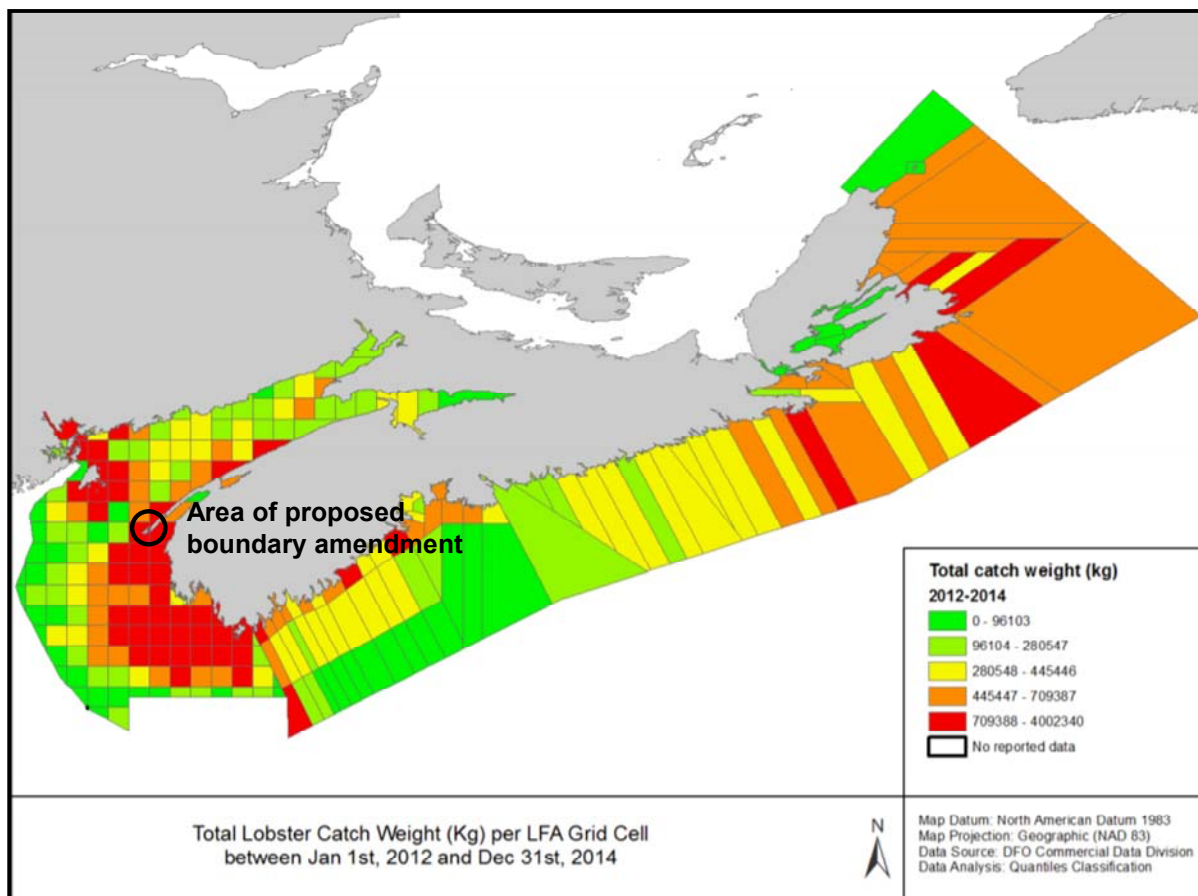 Area of proposed
boundary amendment
Total catch weight (kg)
2012-2014
0 - 96103
96104 - 280547
280548 - 445446
445447 - 709387
709388 - 4002340
No reported data
Total Lobster Catch Weight (Kg) per LFA Grid Cell
between Jan 1st, 2012 and Dec 31st, 2014
N
Map Datum: North American Datum 1983
Map Projection: Geographic (NAD 83)
Data Source: DFO Commercial Data Division
Data Analysis: Quantiles Classification